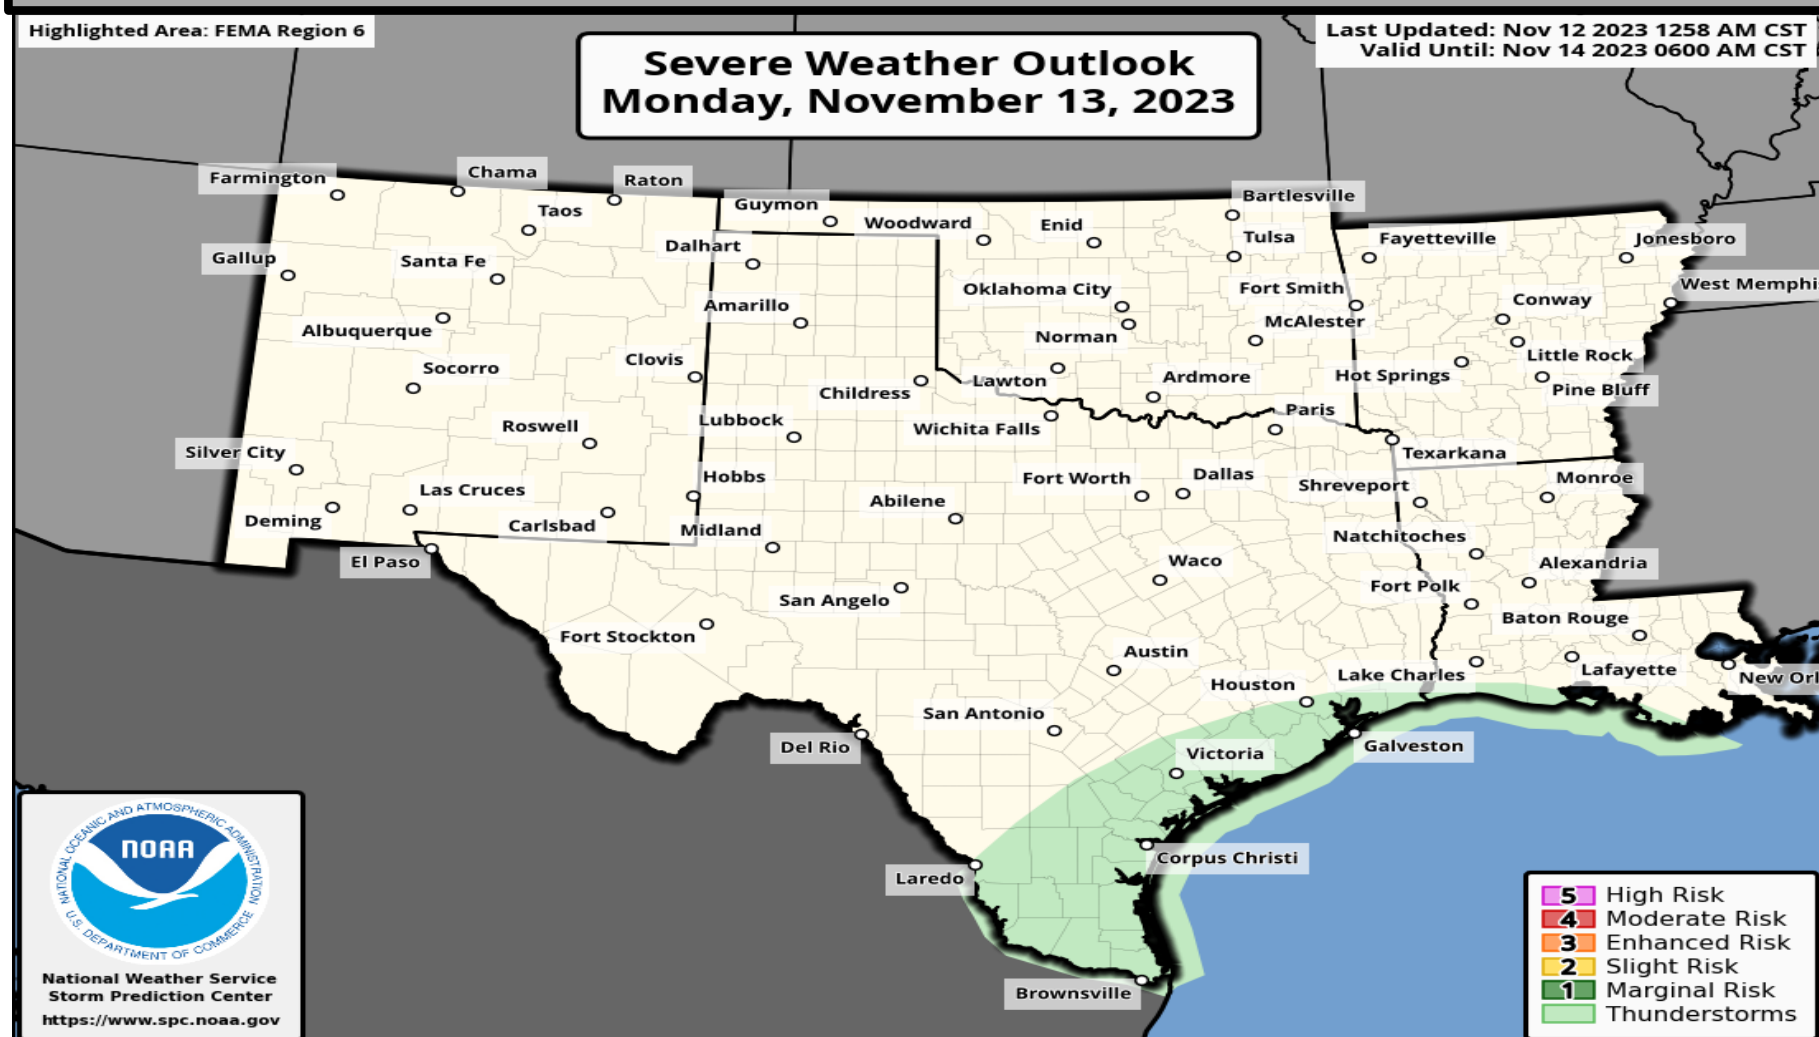 Highlighted Area: FEMA Region 6
Last Updated: Nov 12 2023 1258 AM CST
Valid Until: Nov 14 2023 0600 AM CST
Severe Weather Outlook
Monday, November 13, 2023
Farmington
Chama
Raton
Taos
Guymon
Woodward
Enid
Bartlesville
Tulsa
Fayetteville
Jonesboro
Gallup
Santa Fe
Dalhart
Oklahoma City
Fort Smith
West Memphi
Amarillo
Conway
Albuquerque
Norman
McAlester
Socorro
Clovis
Little Rock
Childress
Lawton
Ardmore
Hot Springs
Pine Bluff
Roswell
Lubbock
Wichita Falls
Paris
Silver City
Texarkana
Las Cruces
Hobbs
Fort Worth
Dallas
Shreveport
Monroe
Deming
Carlsbad
Midland
Abilene
Natchitoches
El Paso
Waco
Alexandria
San Angelo
Fort Polk
Fort Stockton
Baton Rouge
Austin
Lake Charles
Lafayette
New Orl
Houston
San Antonio
Del Rio
Victoria
Galveston
Corpus Christi
Laredo
Brownsville
NATIONAL OCEANIC AND ATMOSPHERIC ADMINISTRATION
NOAA
U.S. DEPARTMENT OF COMMERCE
National Weather Service
Storm Prediction Center
https://www.spc.noaa.gov
5 High Risk
4 Moderate Risk
3 Enhanced Risk
2 Slight Risk
1 Marginal Risk
Thunderstorms